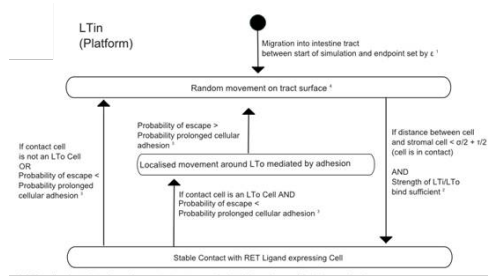 LTin
(Platform)
Migration into intestine tract
between start of simulation and endpoint set by ε ¹
Random movement on tract surface ⁴
Probability of escape >
Probability prolonged cellular
adhesion ³
If distance between cell
and stromal cell < σ/2 + τ/2
(cell is in contact)
AND
Strength of LTi/LTo
bind sufficient ²
If contact cell
is not an LTo Cell
OR
Probability of escape <
Probability prolonged
cellular adhesion ³
Localised movement around LTo mediated by adhesion
If contact cell is an LTo Cell AND
Probability of escape <
Probability prolonged cellular adhesion ³
Stable Contact with RET Ligand expressing Cell